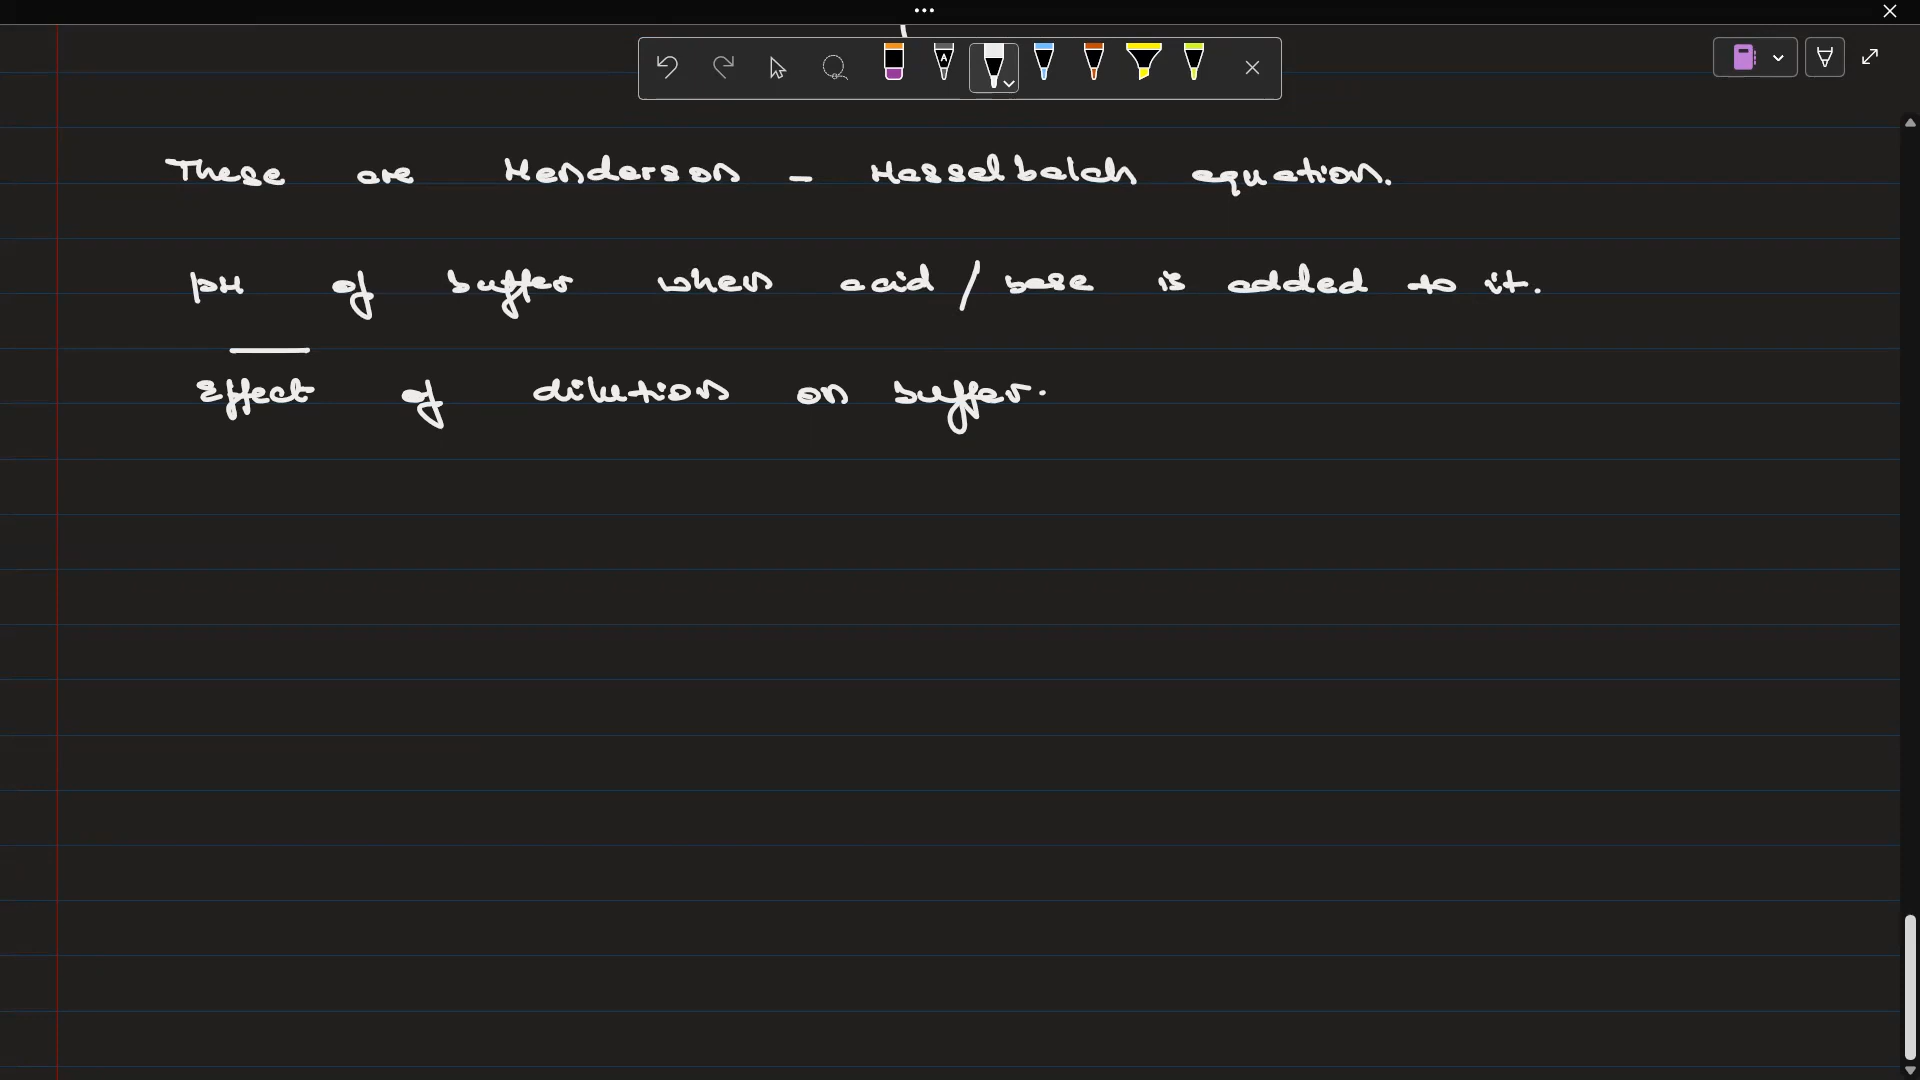 These are Henderson - Hasselbalch equation.
pH of buffer when acid / base is added to it.
Effect of dilution on buffer.